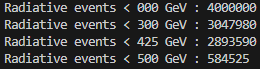 Radiative events < 000 GeV : 4000000
Radiative events < 300 GeV : 3047980
Radiative events < 425 GeV : 2893590
Radiative events < 500 GeV : 584525